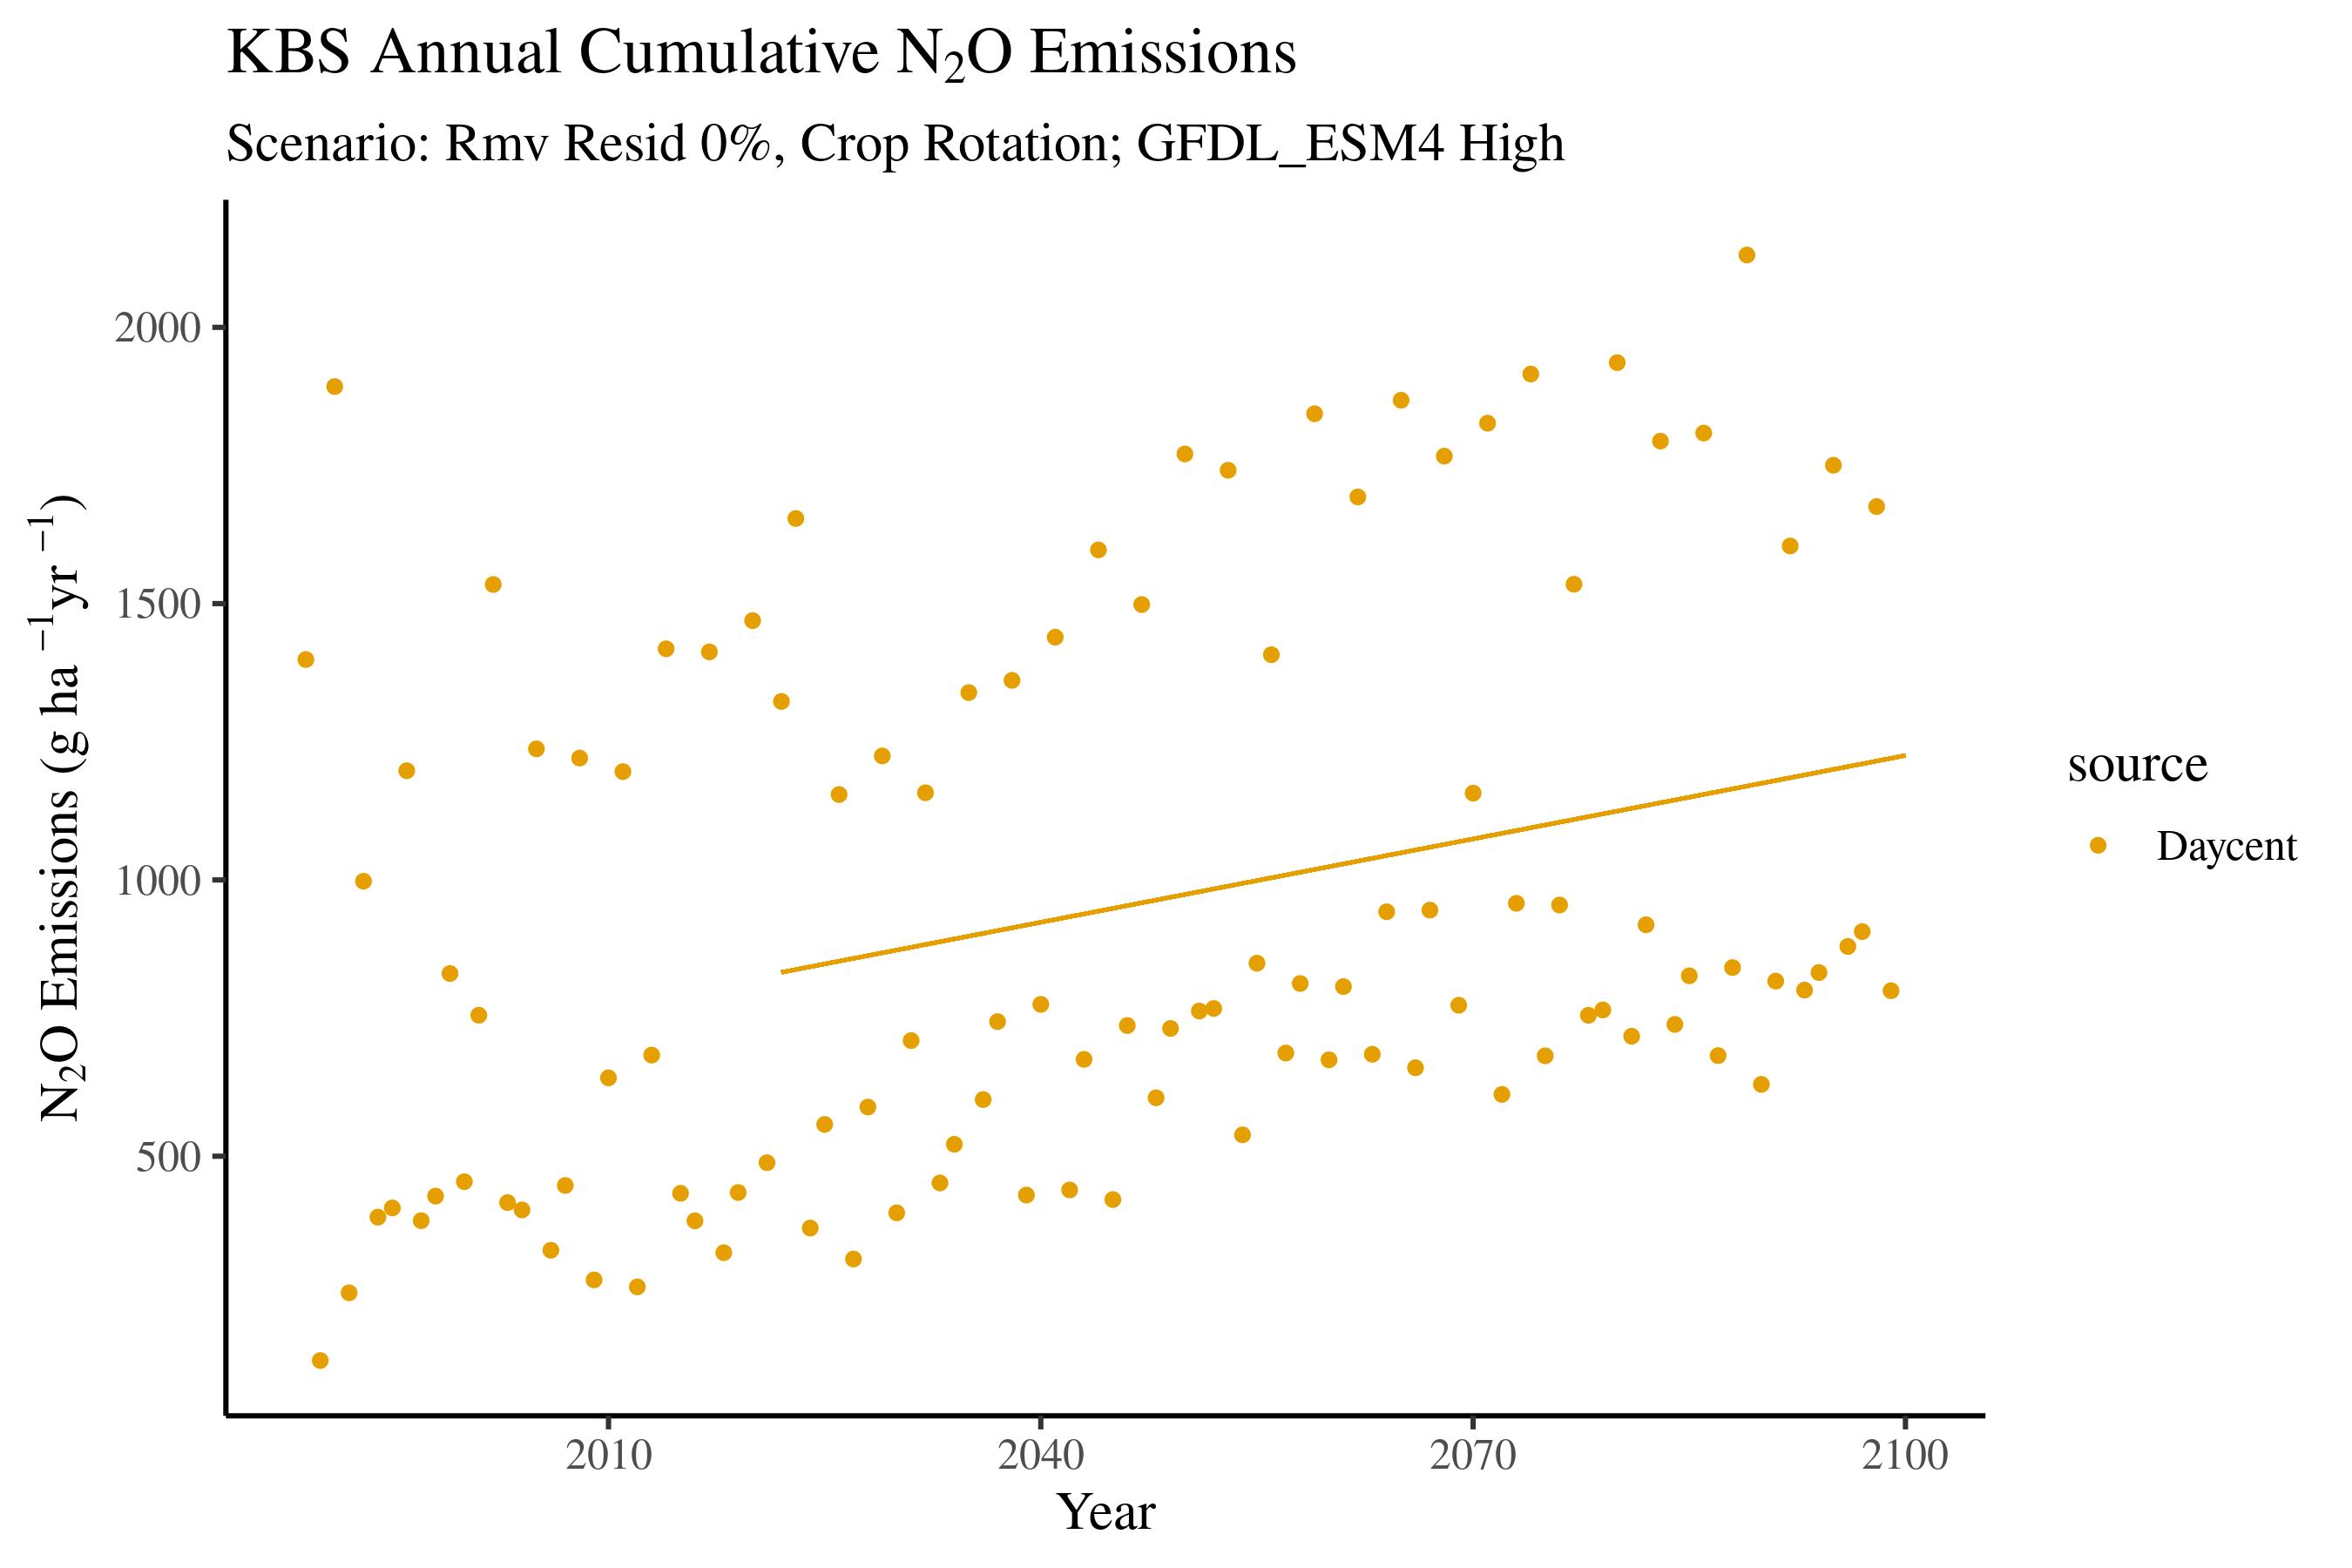 KBS Annual Cumulative N₂O Emissions
Scenario: Rmv Resid 0%, Crop Rotation; GFDL_ESM4 High
N₂O Emissions (g ha⁻¹yr⁻¹)
2000
1500
1000
500
2010 2040 2070 2100
Year
source
Daycent